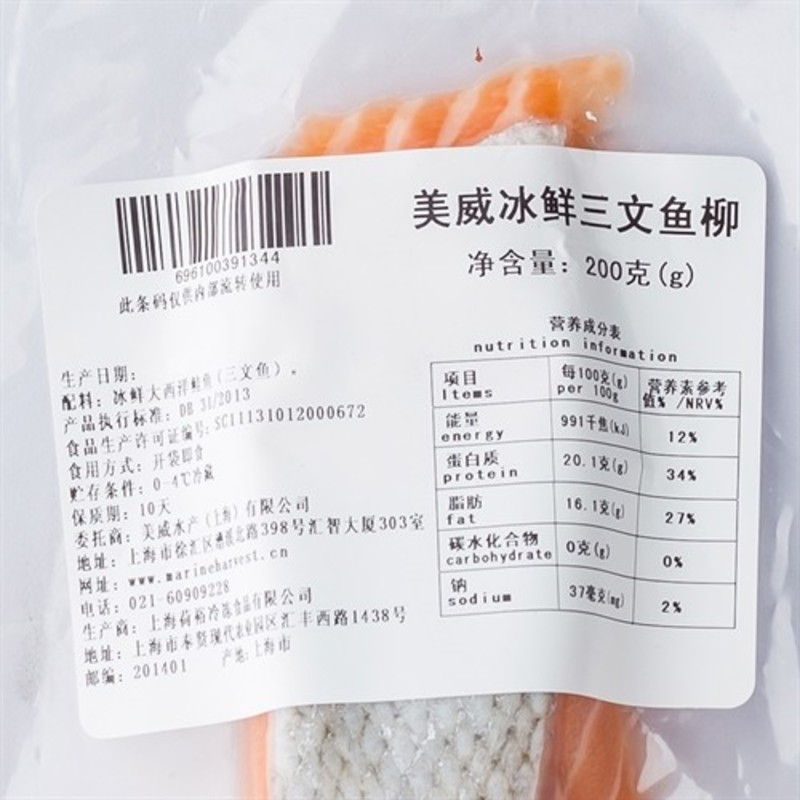 美威冰鲜三文鱼柳
净含量: 200克(g)
696100391344
此条码仅供内部流转使用
生产日期:
配料: 冰鲜大西洋鲑鱼(三文鱼)。
产品执行标准: DB 31/2013
食品生产许可证编号: SC11131012000672
食用方式: 开袋即食
贮存条件: 0-4℃冷藏
保质期: 10天
委托商: 美威水产(上海)有限公司
地址: 上海市徐汇区漕溪北路398号汇智大厦303室
网址: www.marineharvest.cn
电话: 021-60909228
生产商: 上海荷裕冷冻食品有限公司
地址: 上海市奉贤现代农业园区汇丰西路1438号
邮编: 201401 产地: 上海市
营养成分表
nutrition information
项目 每100克(g) 营养素参考
Items per 100g 值% /NRV%
能量 991千焦(kJ) 12%
energy
蛋白质 20.1克(g) 34%
protein
脂肪 16.1克(g) 27%
fat
碳水化合物 0克(g) 0%
carbohydrate
钠 37毫克(mg) 2%
sodium